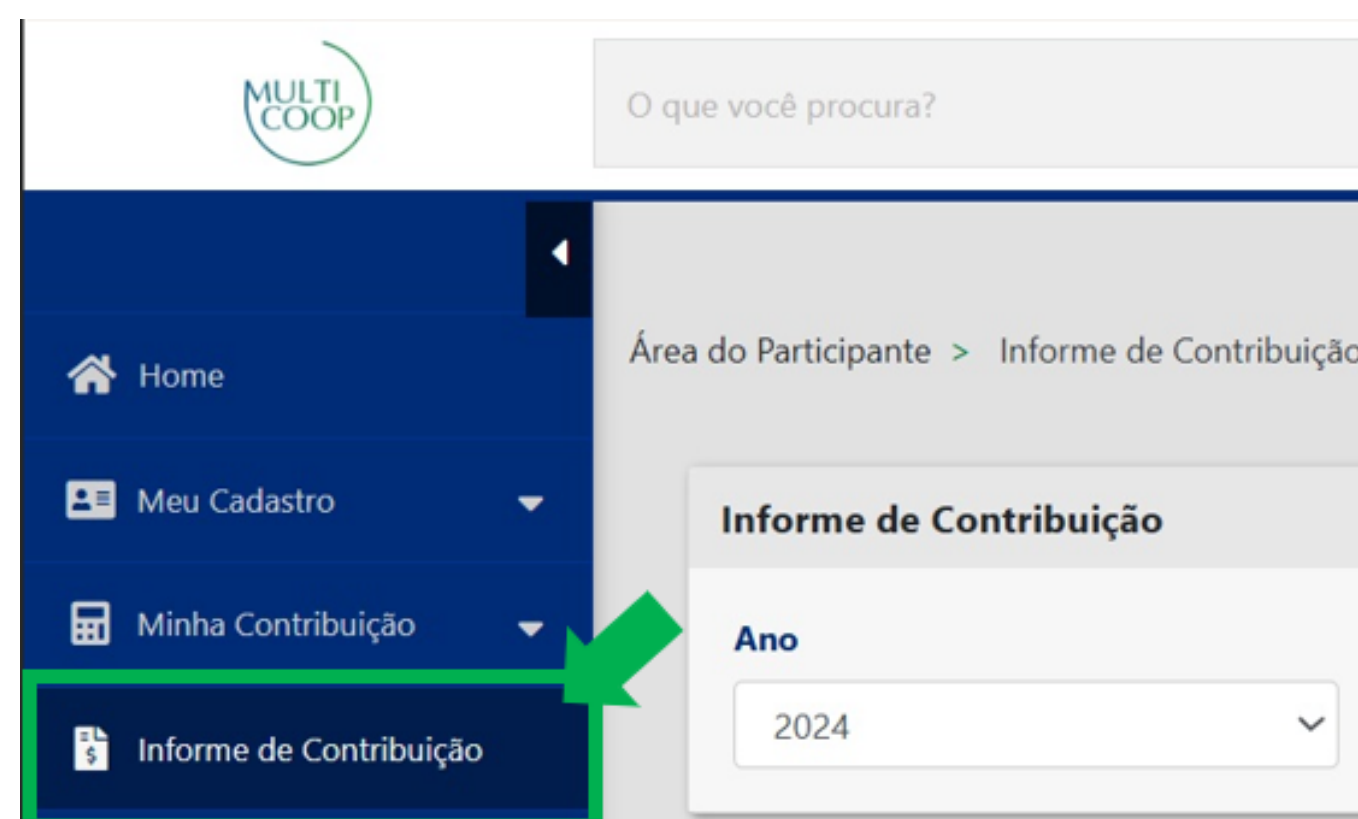 MULTI
COOP
O que você procura?
Home
Meu Cadastro
Minha Contribuição
Informe de Contribuição
Área do Participante > Informe de Contribuição
Informe de Contribuição
Ano
2024